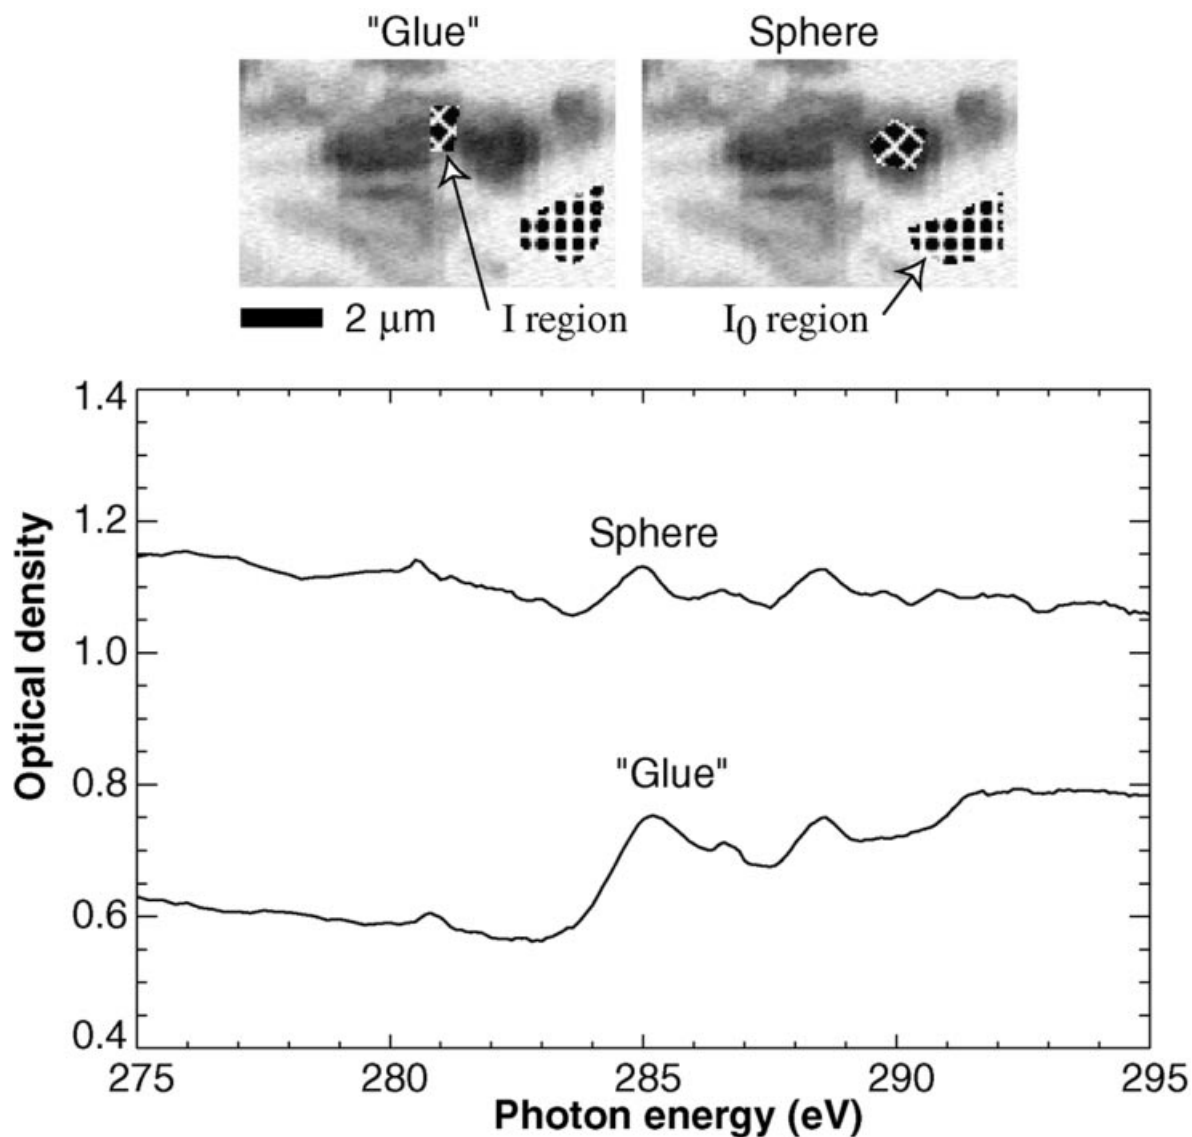 "Glue"
Sphere
2 μm
I region
I0 region
1.4
1.2
1.0
0.8
0.6
0.4
Optical density
Sphere
"Glue"
275
280
285
290
295
Photon energy (eV)